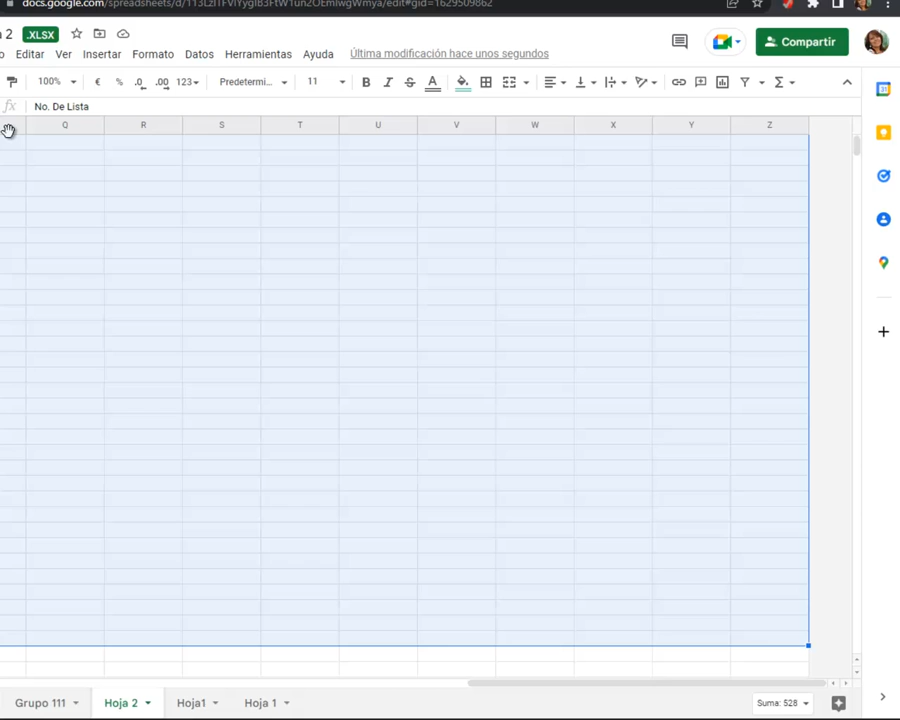 docs.google.com/spreadsheets/d/
edit#gid=1629509862
a 2 .XLSX
Editar Ver Insertar Formato Datos Herramientas Ayuda Última modificación hace unos segundos
Compartir
100% € % .0 .00 123 Predetermi... 11 B I S A
fx No. De Lista
Q R S T U V W X Y Z
31
Grupo 111 Hoja 2 Hoja1 Hoja 1 Suma: 528